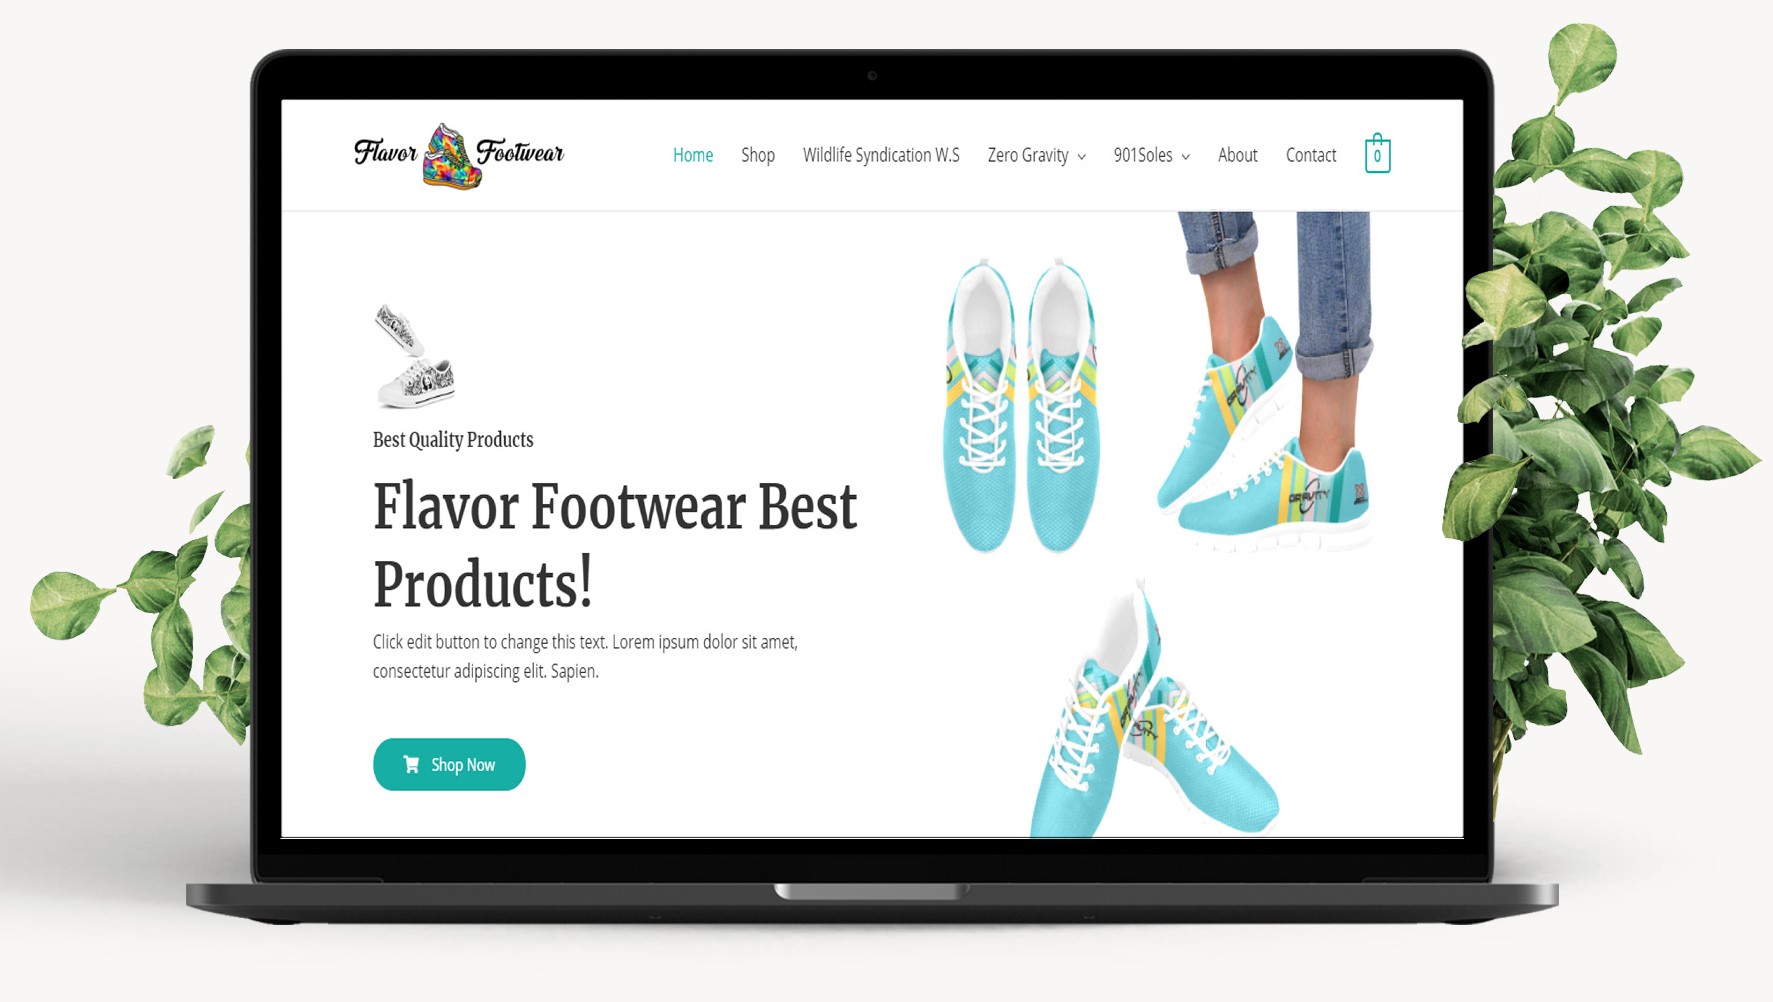 Flavor Footwear
Home Shop Wildlife Syndication W.S Zero Gravity 901Soles About Contact 0
Best Quality Products
Flavor Footwear Best
Products!
Click edit button to change this text. Lorem ipsum dolor sit amet,
consectetur adipiscing elit. Sapien.
Shop Now
GRAVITY